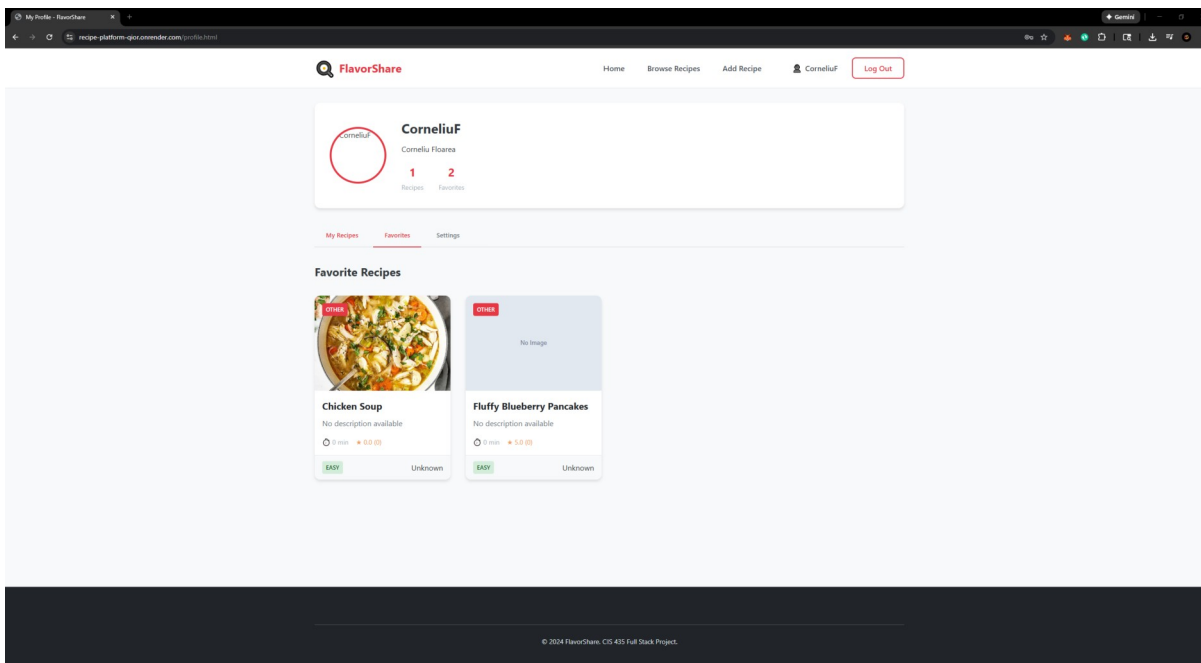 My Profile - FlavorShare
Gemini
recipe-platform-qior.onrender.com/profile.html
FlavorShare
Home Browse Recipes Add Recipe CorneliuF Log Out
CorneliuF
CorneliuF
Corneliu Floarea
1 2
Recipes Favorites
My Recipes Favorites Settings
Favorite Recipes
OTHER OTHER
No Image
Chicken Soup Fluffy Blueberry Pancakes
No description available No description available
0 min ★ 0.0 (0) 0 min ★ 5.0 (0)
EASY Unknown EASY Unknown
© 2024 FlavorShare. CIS 435 Full Stack Project.